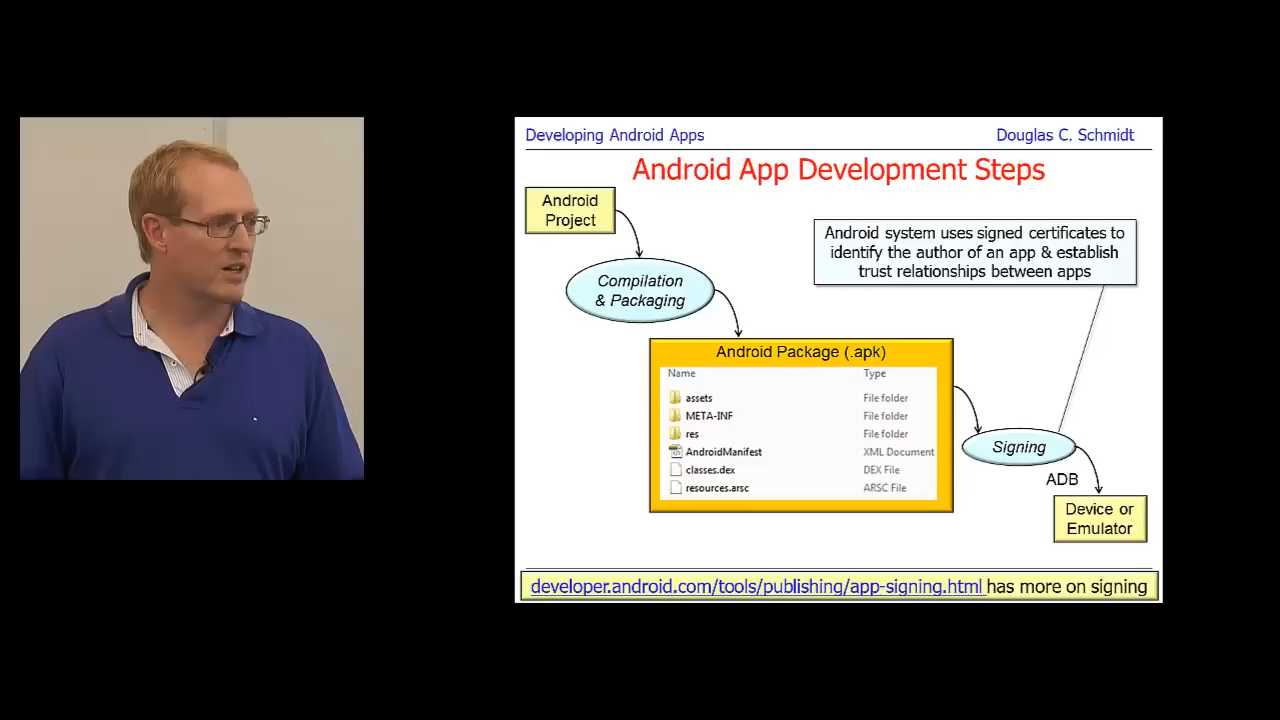 Developing Android Apps
Douglas C. Schmidt
Android App Development Steps
Android
Project
Android system uses signed certificates to
identify the author of an app & establish
trust relationships between apps
Compilation
& Packaging
Android Package (.apk)
Name Type
assets File folder
META-INF File folder
res File folder
AndroidManifest XML Document
classes.dex DEX File
resources.arsc ARSC File
Signing
ADB
Device or
Emulator
developer.android.com/tools/publishing/app-signing.html has more on signing